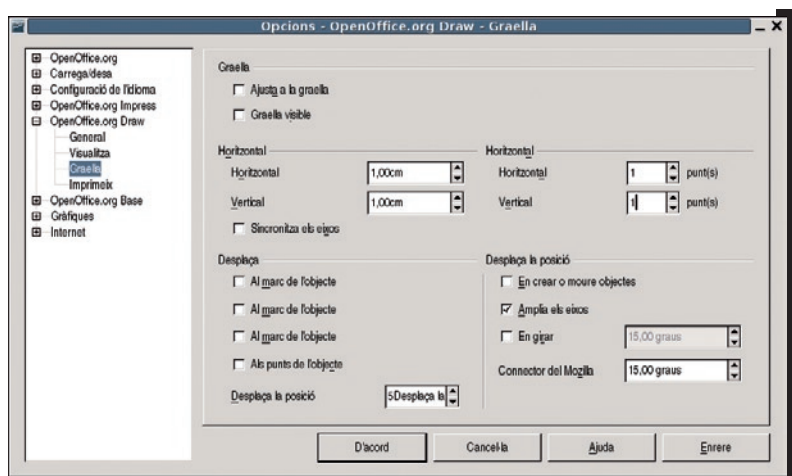 Opcions - OpenOffice.org Draw - Graella
OpenOffice.org
Carrega/desa
Configuració de l'idioma
OpenOffice.org Impress
OpenOffice.org Draw
General
Visualitza
Graella
Imprimeix
OpenOffice.org Base
Gràfiques
Internet
Graella
Ajusta a la graella
Graella visible
Horitzontal
Horitzontal 1,00cm
Vertical 1,00cm
Sincronitza els eixos
Horitzontal
Horitzontal 1 punt(s)
Vertical 1 punt(s)
Desplaça
Al marc de l'objecte
Al marc de l'objecte
Al marc de l'objecte
Als punts de l'objecte
Desplaça la posició 5Desplaça la
Desplaça la posició
En crear o moure objectes
Amplia els eixos
En girar 15,00 graus
Connector del Mozilla 15,00 graus
D'acord Cancel·la Ajuda Enrere